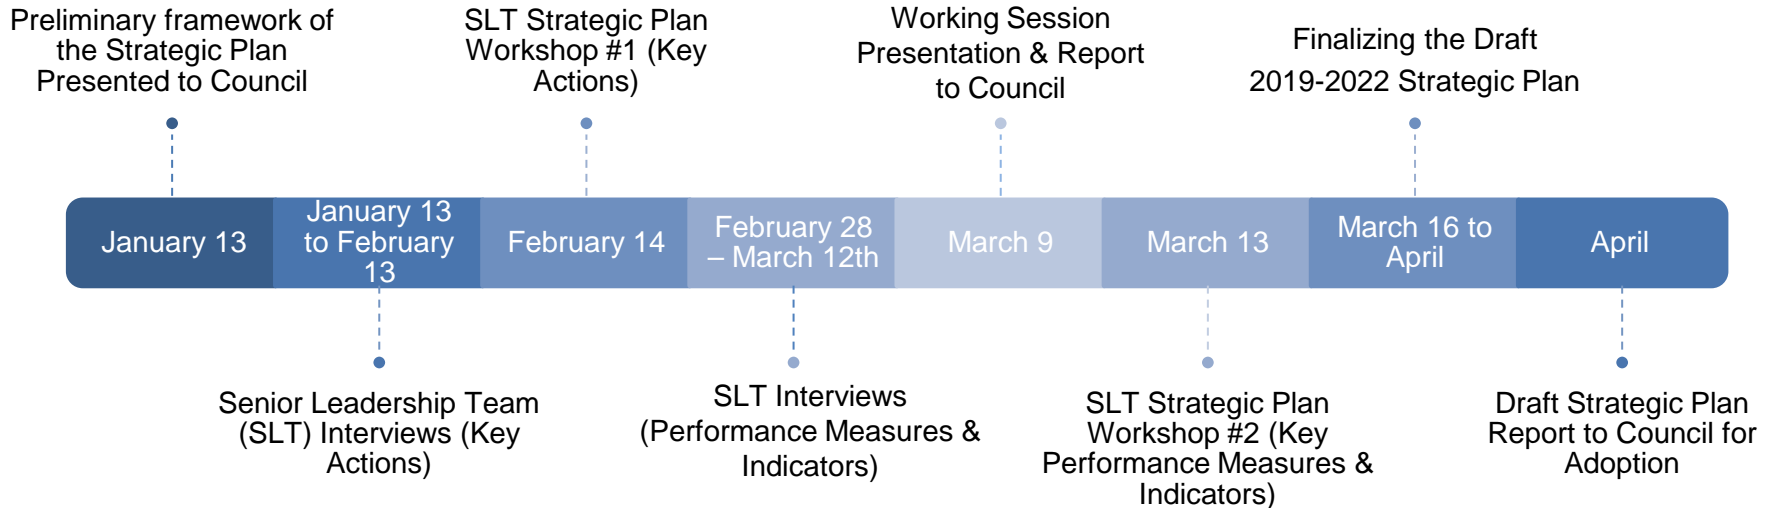 Preliminary framework of
the Strategic Plan
Presented to Council
SLT Strategic Plan
Workshop #1 (Key
Actions)
Working Session
Presentation & Report
to Council
Finalizing the Draft
2019-2022 Strategic Plan
January 13
January 13
to February
13
February 14
February 28
– March 12th
March 9
March 13
March 16 to
April
April
Senior Leadership Team
(SLT) Interviews (Key
Actions)
SLT Interviews
(Performance Measures &
Indicators)
SLT Strategic Plan
Workshop #2 (Key
Performance Measures &
Indicators)
Draft Strategic Plan
Report to Council for
Adoption